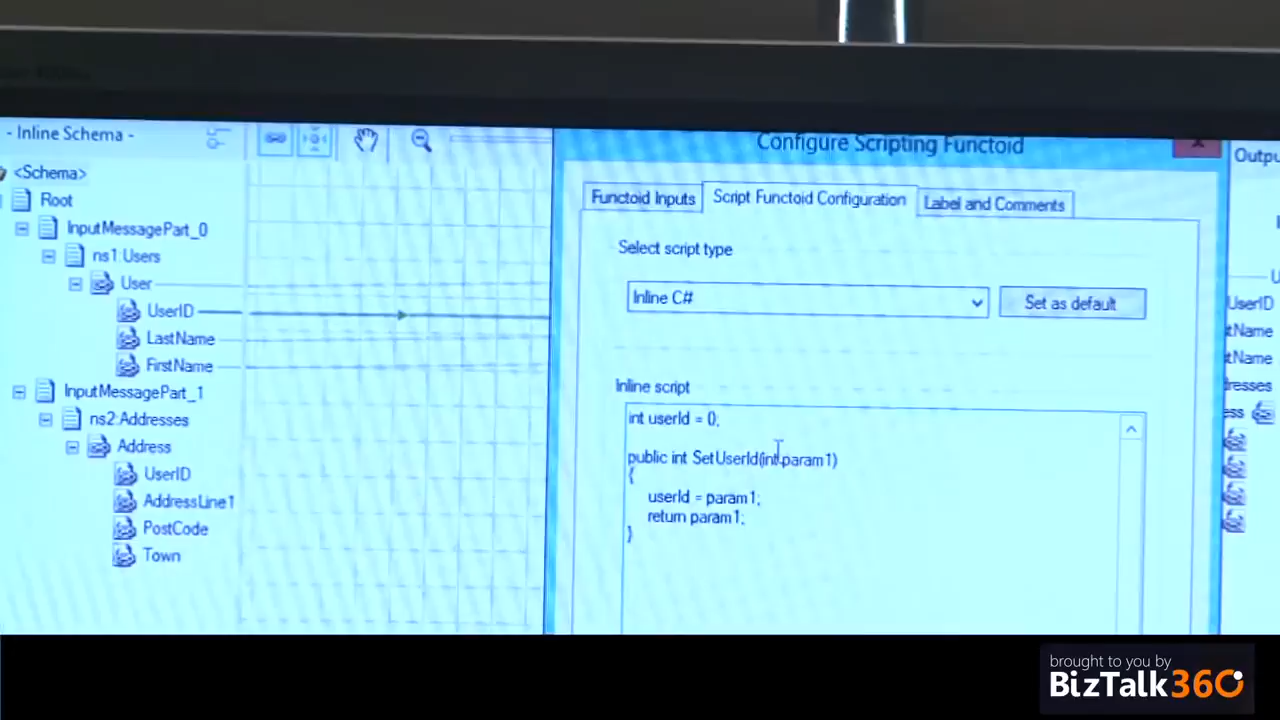 - Inline Schema -
<Schema>
Root
InputMessagePart_0
ns1:Users
User
UserID
LastName
FirstName
InputMessagePart_1
ns2:Addresses
Address
UserID
AddressLine1
PostCode
Town
Configure Scripting Functoid
x
Functoid Inputs
Script Functoid Configuration
Label and Comments
Select script type
Inline C#
Set as default
Inline script
int userId = 0;
public int SetUserId(int param1)
{
userId = param1;
return param1;
}
Outpu
U
UserID
tName
tName
resses
ess
brought to you by
BizTalk360